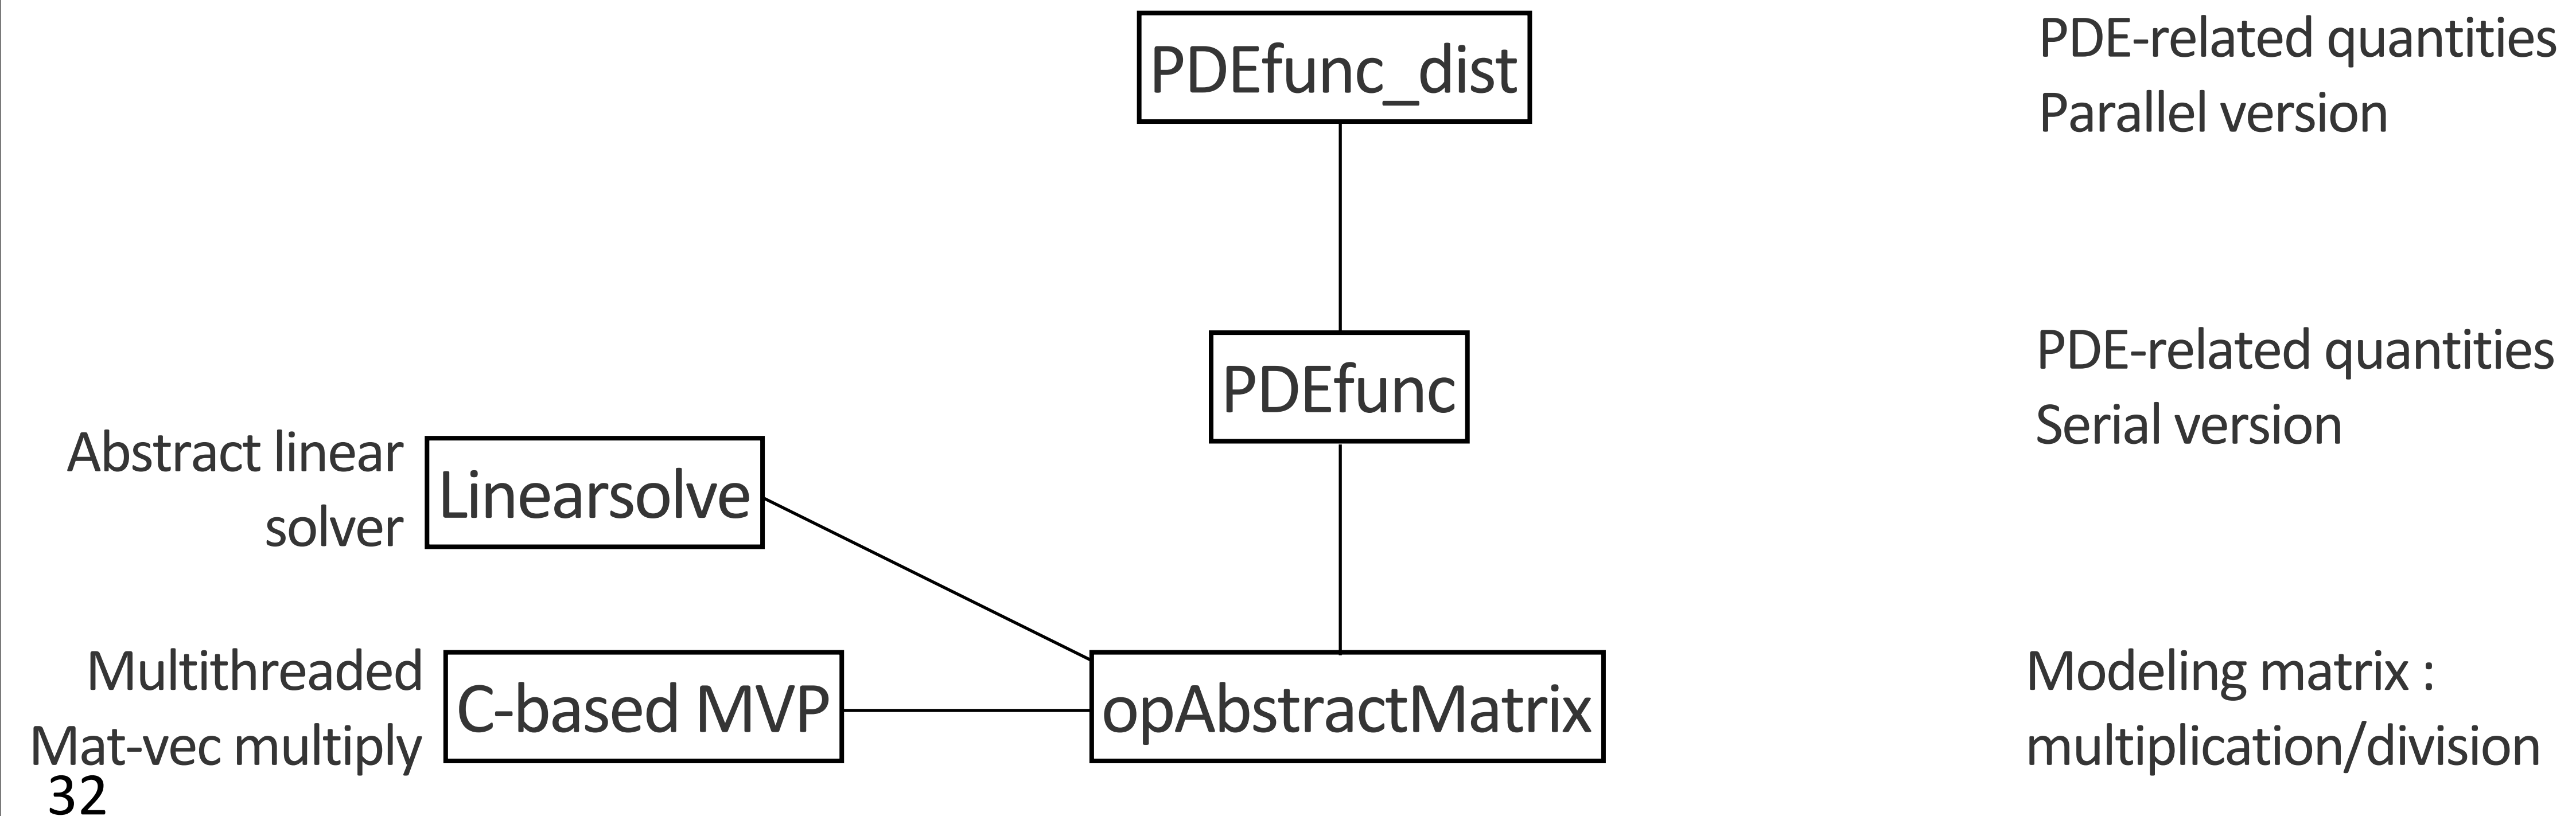 PDEfunc_dist
PDE-related quantities
Parallel version
PDEfunc
PDE-related quantities
Serial version
Abstract linear
solver
Linearsolve
Multithreaded
Mat-vec multiply
C-based MVP
opAbstractMatrix
Modeling matrix :
multiplication/division
32